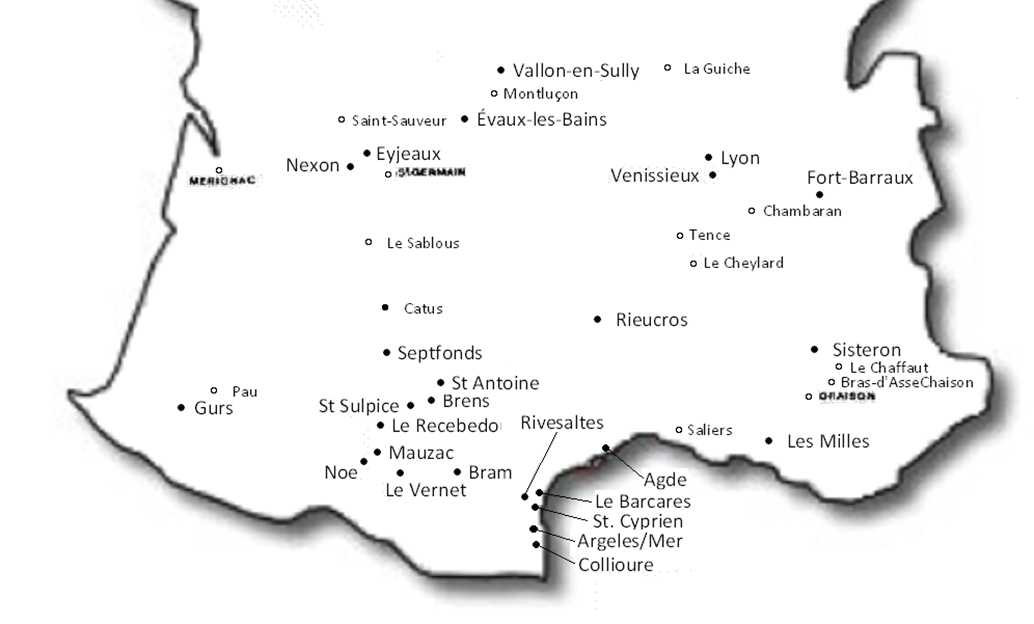 Vallon-en-Sully
La Guiche
Montluçon
Saint-Sauveur
Évaux-les-Bains
Eyjeaux
Nexon
St GERMAIN
MERIGNAC
Lyon
Venissieux
Fort-Barraux
Chambaran
Tence
Le Sablous
Le Cheylard
Catus
Rieucros
Septfonds
Sisteron
Le Chaffaut
Bras-d'AsseChaison
ORAISON
St Antoine
Pau
Brens
Gurs
St Sulpice
Le Recebedo
Rivesaltes
Saliers
Les Milles
Mauzac
Noe
Bram
Le Vernet
Agde
Le Barcares
St. Cyprien
Argeles/Mer
Collioure